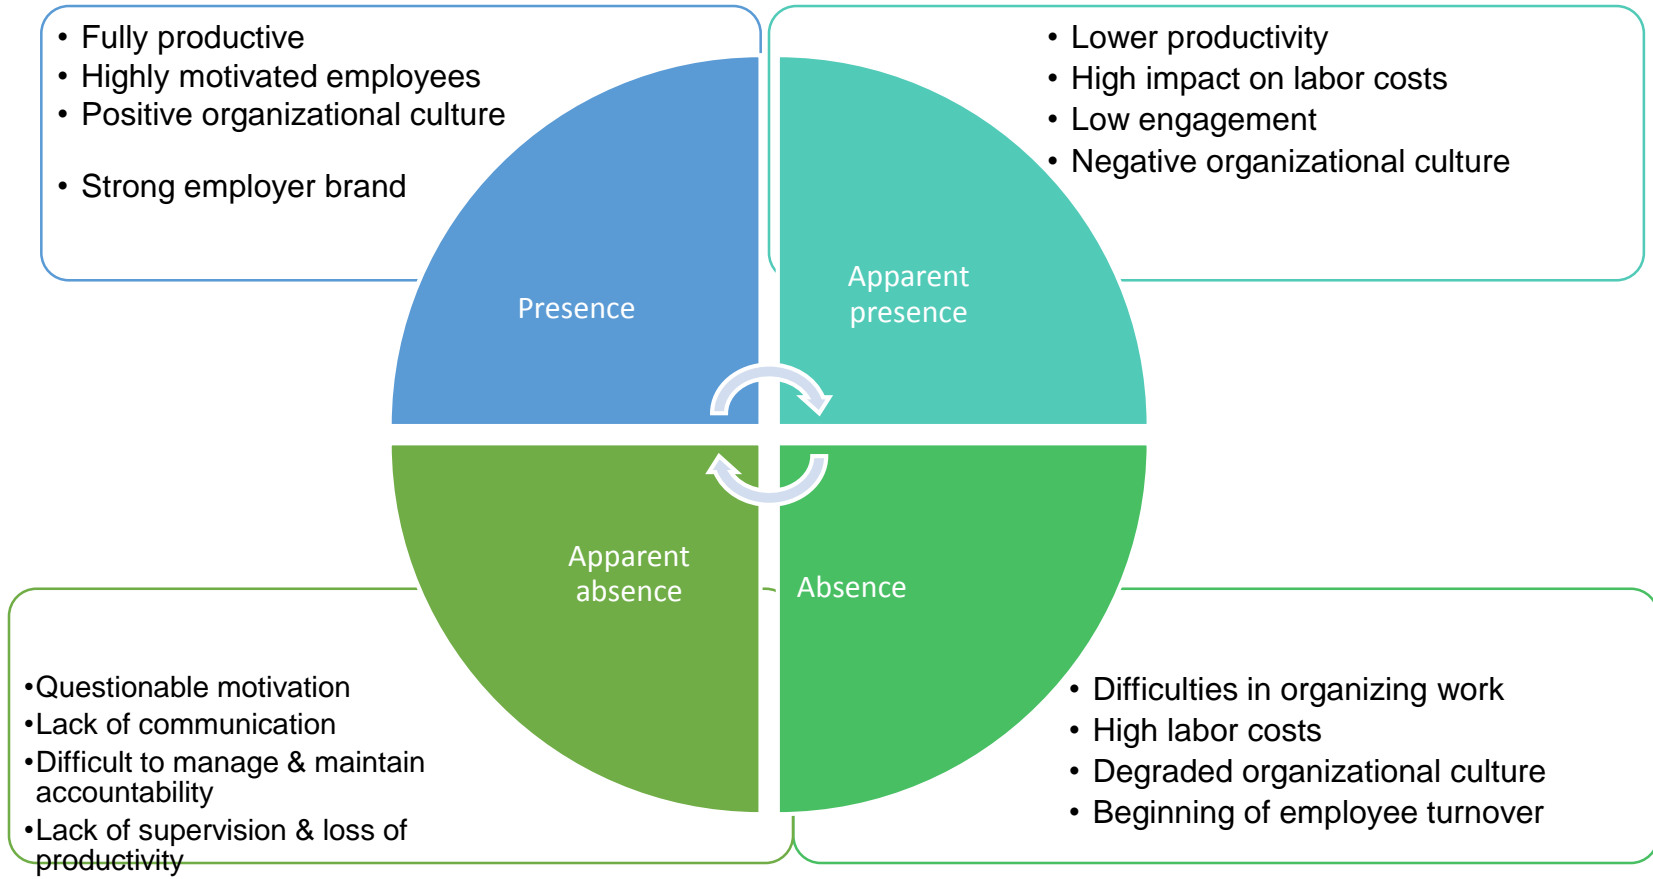 • Fully productive
• Highly motivated employees
• Positive organizational culture
• Strong employer brand
• Lower productivity
• High impact on labor costs
• Low engagement
• Negative organizational culture
Presence
Apparent
presence
Apparent
absence
Absence
•Questionable motivation
•Lack of communication
•Difficult to manage & maintain
accountability
•Lack of supervision & loss of
productivity
• Difficulties in organizing work
• High labor costs
• Degraded organizational culture
• Beginning of employee turnover